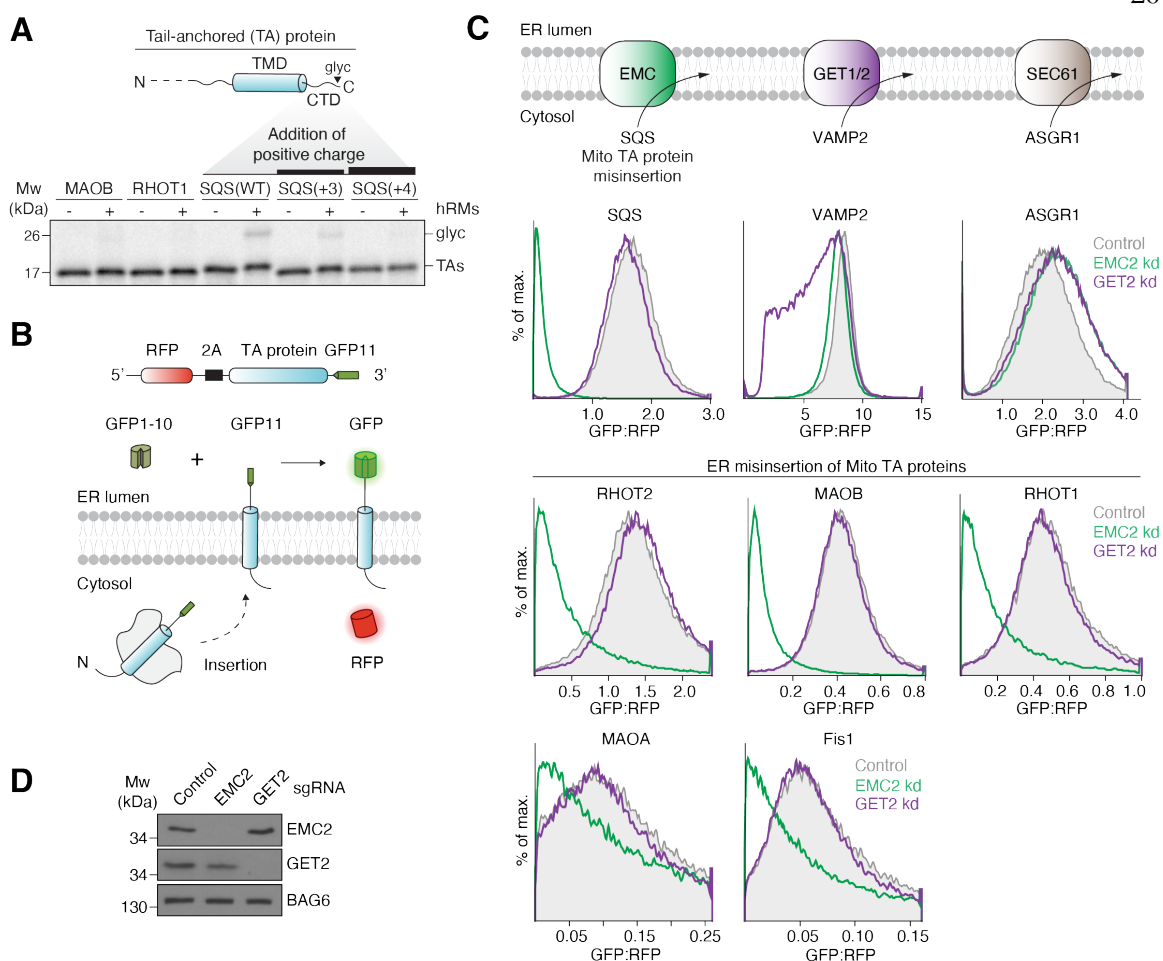 A
Tail-anchored (TA) protein
TMD
glyc
N
C
CTD
Addition of
positive charge
Mw
(kDa)
MAOB
RHOT1
SQS(WT)
SQS(+3)
SQS(+4)
- + - + - + - + - +
hRMs
26
glyc
17
TAs
B
RFP
2A
TA protein
GFP11
5'
3'
GFP1-10
GFP11
GFP
+
ER lumen
Cytosol
N
Insertion
RFP
D
Mw
(kDa)
Control
EMC2
GET2
sgRNA
34
EMC2
34
GET2
130
BAG6
C
ER lumen
EMC
GET1/2
SEC61
Cytosol
SQS
Mito TA protein
misinsertion
VAMP2
ASGR1
SQS
VAMP2
ASGR1
Control
EMC2 kd
GET2 kd
% of max.
1.0 2.0 3.0
GFP:RFP
5 10 15
GFP:RFP
1.0 2.0 3.0 4.0
GFP:RFP
ER misinsertion of Mito TA proteins
RHOT2
MAOB
RHOT1
Control
EMC2 kd
GET2 kd
% of max.
0.5 1.0 1.5 2.0
GFP:RFP
0.2 0.4 0.6 0.8
GFP:RFP
0.2 0.4 0.6 0.8 1.0
GFP:RFP
MAOA
Fis1
Control
EMC2 kd
GET2 kd
% of max.
0.05 0.15 0.25
GFP:RFP
0.05 0.10 0.15
GFP:RFP